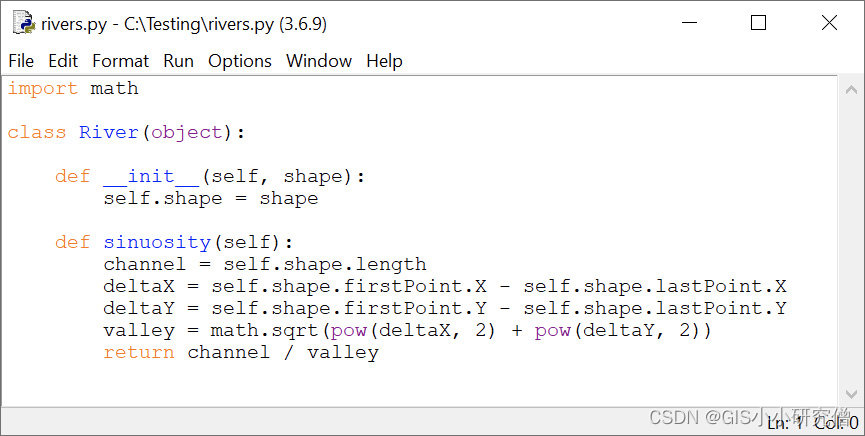 rivers.py - C:\Testing\rivers.py (3.6.9)
File Edit Format Run Options Window Help
import math
class River(object):
    def __init__(self, shape):
        self.shape = shape
    def sinuosity(self):
        channel = self.shape.length
        deltaX = self.shape.firstPoint.X - self.shape.lastPoint.X
        deltaY = self.shape.firstPoint.Y - self.shape.lastPoint.Y
        valley = math.sqrt(pow(deltaX, 2) + pow(deltaY, 2))
        return channel / valley
Ln: 1 Col: 0
CSDN @GIS小小研究僧